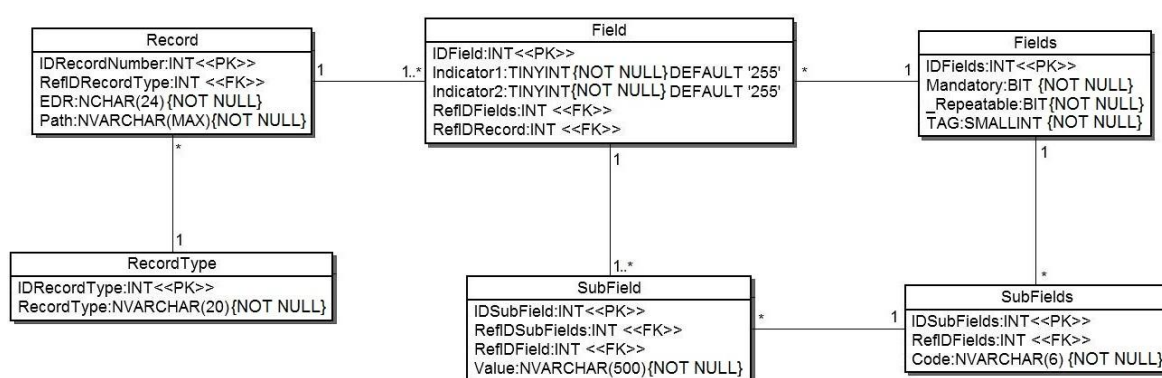 Record
IDRecordNumber:INT<<PK>>
RefIDRecordType:INT <<FK>>
EDR:NCHAR(24){NOT NULL}
Path:NVARCHAR(MAX){NOT NULL}
1
1..*
Field
IDField:INT<<PK>>
Indicator1:TINYINT{NOT NULL}DEFAULT '255'
Indicator2:TINYINT{NOT NULL}DEFAULT '255'
RefIDFields:INT <<FK>>
RefIDRecord:INT <<FK>>
*
1
Fields
IDFields:INT<<PK>>
Mandatory:BIT {NOT NULL}
_Repeatable:BIT{NOT NULL}
TAG:SMALLINT {NOT NULL}
*
1
1
1..*
1
*
RecordType
IDRecordType:INT<<PK>>
RecordType:NVARCHAR(20){NOT NULL}
SubField
IDSubField:INT<<PK>>
RefIDSubFields:INT <<FK>>
RefIDField:INT <<FK>>
Value:NVARCHAR(500){NOT NULL}
*
1
SubFields
IDSubFields:INT<<PK>>
RefIDFields:INT <<FK>>
Code:NVARCHAR(6) {NOT NULL}